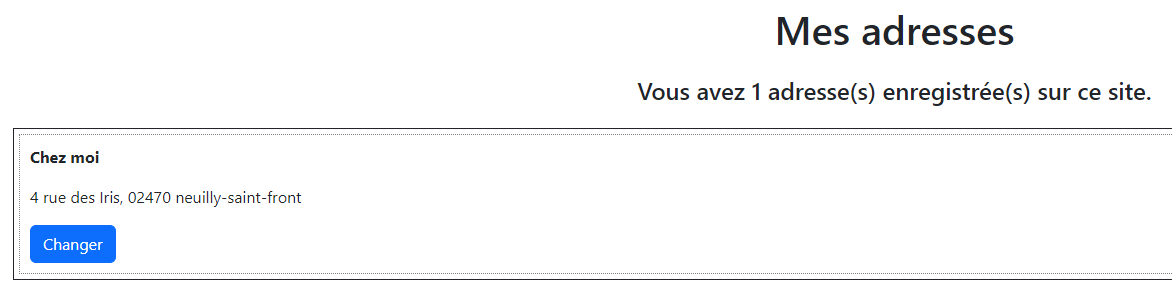 Mes adresses
Vous avez 1 adresse(s) enregistrée(s) sur ce site.
Chez moi
4 rue des Iris, 02470 neuilly-saint-front
Changer